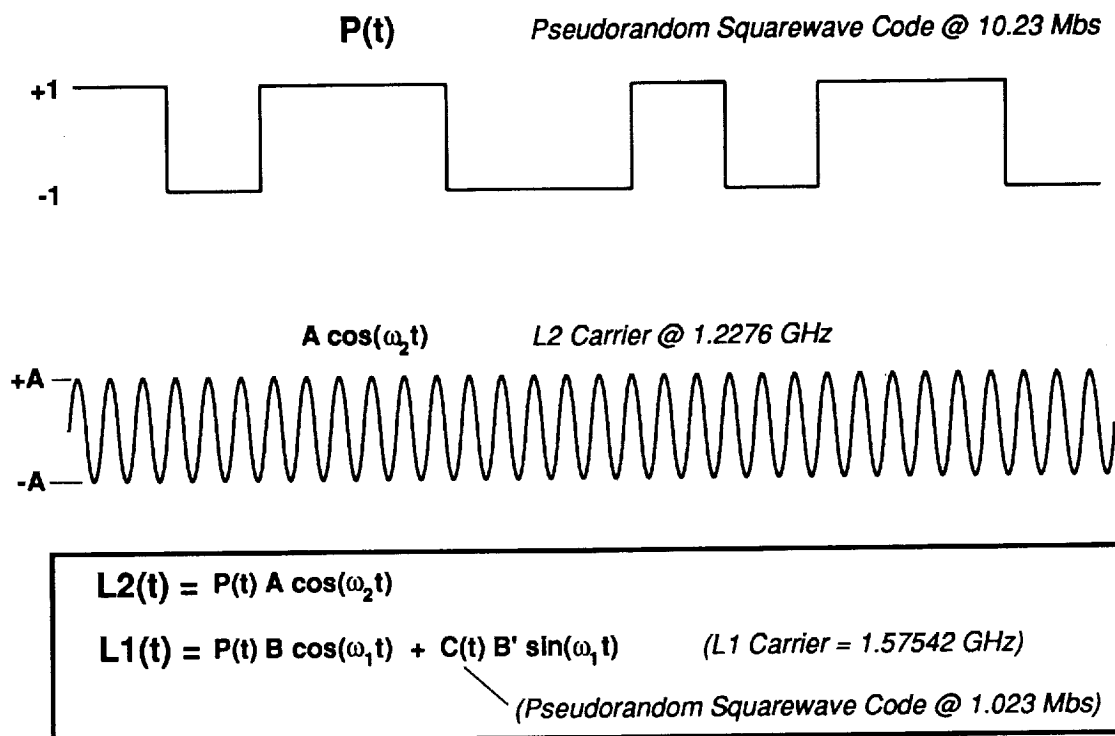 P(t) Pseudorandom Squarewave Code @ 10.23 Mbs
+1
-1
A cos(ω₂t) L2 Carrier @ 1.2276 GHz
+A
-A
L2(t) = P(t) A cos(ω₂t)
L1(t) = P(t) B cos(ω₁t) + C(t) B' sin(ω₁t) (L1 Carrier = 1.57542 GHz)
(Pseudorandom Squarewave Code @ 1.023 Mbs)